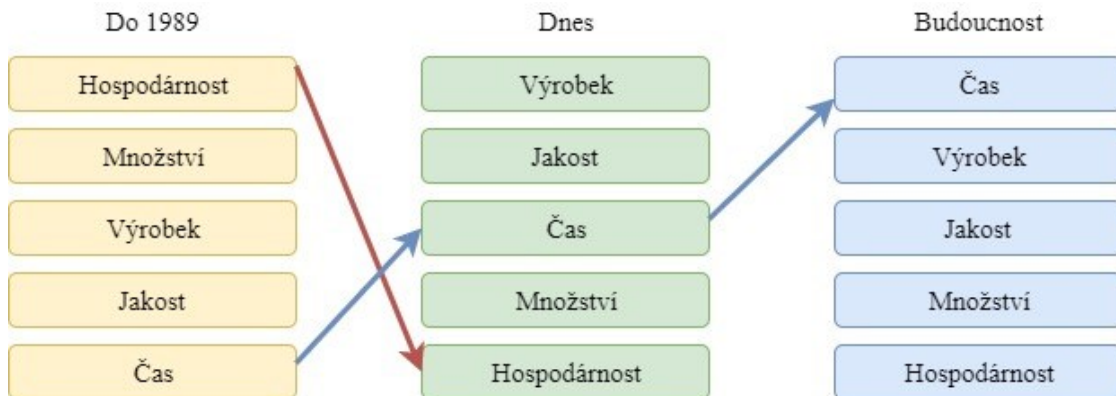 Do 1989
Hospodárnost
Množství
Výrobek
Jakost
Čas
Dnes
Výrobek
Jakost
Čas
Množství
Hospodárnost
Budoucnost
Čas
Výrobek
Jakost
Množství
Hospodárnost